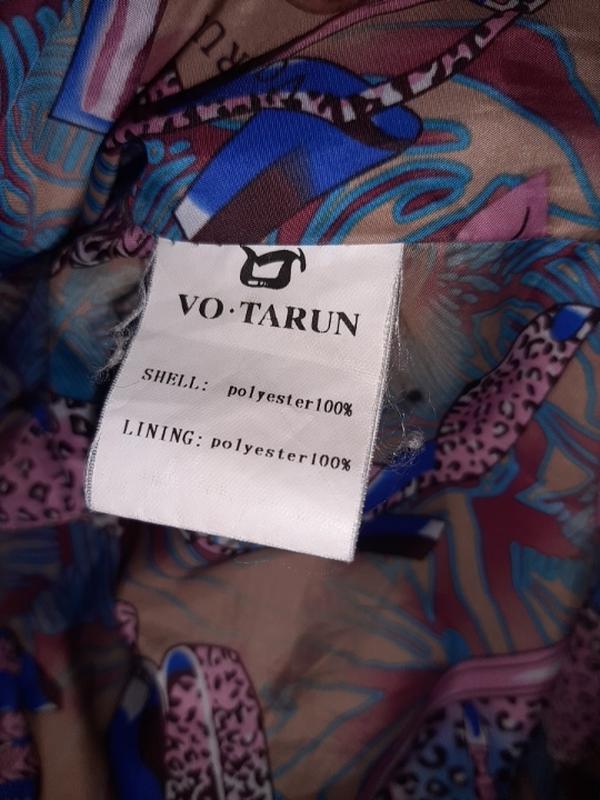 VO·TARUN
SHELL: polyester100%
LINING: polyester100%